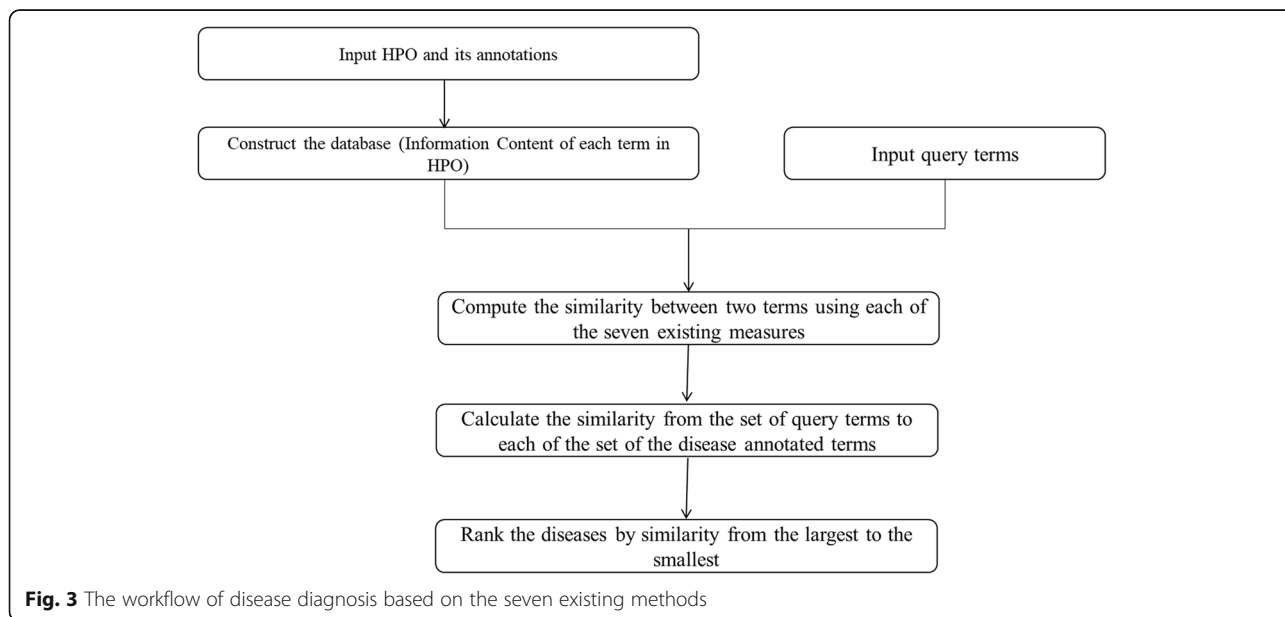 Input HPO and its annotations
Construct the database (Information Content of each term in
HPO)
Input query terms
Compute the similarity between two terms using each of
the seven existing measures
Calculate the similarity from the set of query terms to
each of the set of the disease annotated terms
Rank the diseases by similarity from the largest to the
smallest
Fig. 3 The workflow of disease diagnosis based on the seven existing methods